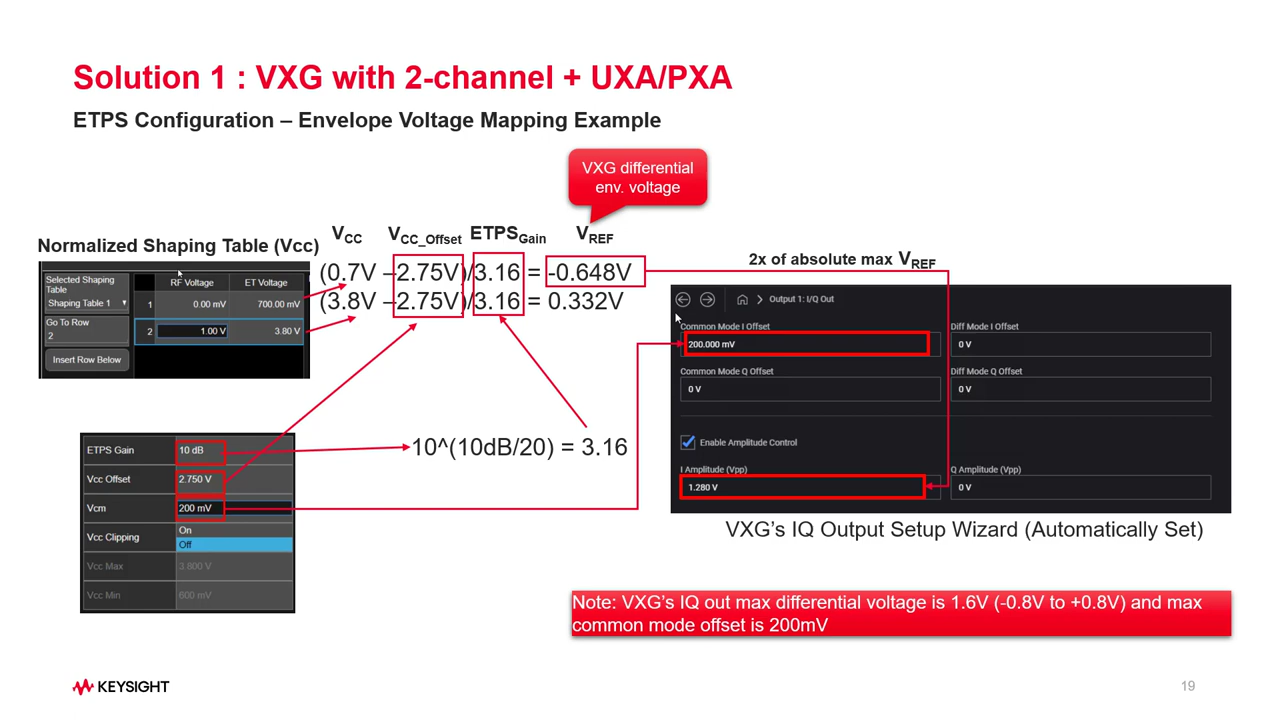 Solution 1 : VXG with 2-channel + UXA/PXA
ETPS Configuration – Envelope Voltage Mapping Example
VXG differential
env. voltage
Normalized Shaping Table (Vcc)
VCC VCC_Offset ETPSGain VREF
(0.7V –2.75V)/3.16 = -0.648V
(3.8V –2.75V)/3.16 = 0.332V
2x of absolute max VREF
Selected Shaping
Table
Shaping Table 1
Go To Row
2
Insert Row Below
RF Voltage ET Voltage
1 0.00 mV 700.00 mV
2 1.00 V 3.80 V
Output 1: I/Q Out
Common Mode I Offset Diff Mode I Offset
200.000 mV 0 V
Common Mode Q Offset Diff Mode Q Offset
0 V 0 V
Enable Amplitude Control
I Amplitude (Vpp) Q Amplitude (Vpp)
1.280 V 0 V
10^(10dB/20) = 3.16
ETPS Gain 10 dB
Vcc Offset 2.750 V
Vcm 200 mV
Vcc Clipping On
Off
Vcc Max 3.800 V
Vcc Min 600 mV
VXG’s IQ Output Setup Wizard (Automatically Set)
Note: VXG’s IQ out max differential voltage is 1.6V (-0.8V to +0.8V) and max
common mode offset is 200mV
KEYSIGHT
19